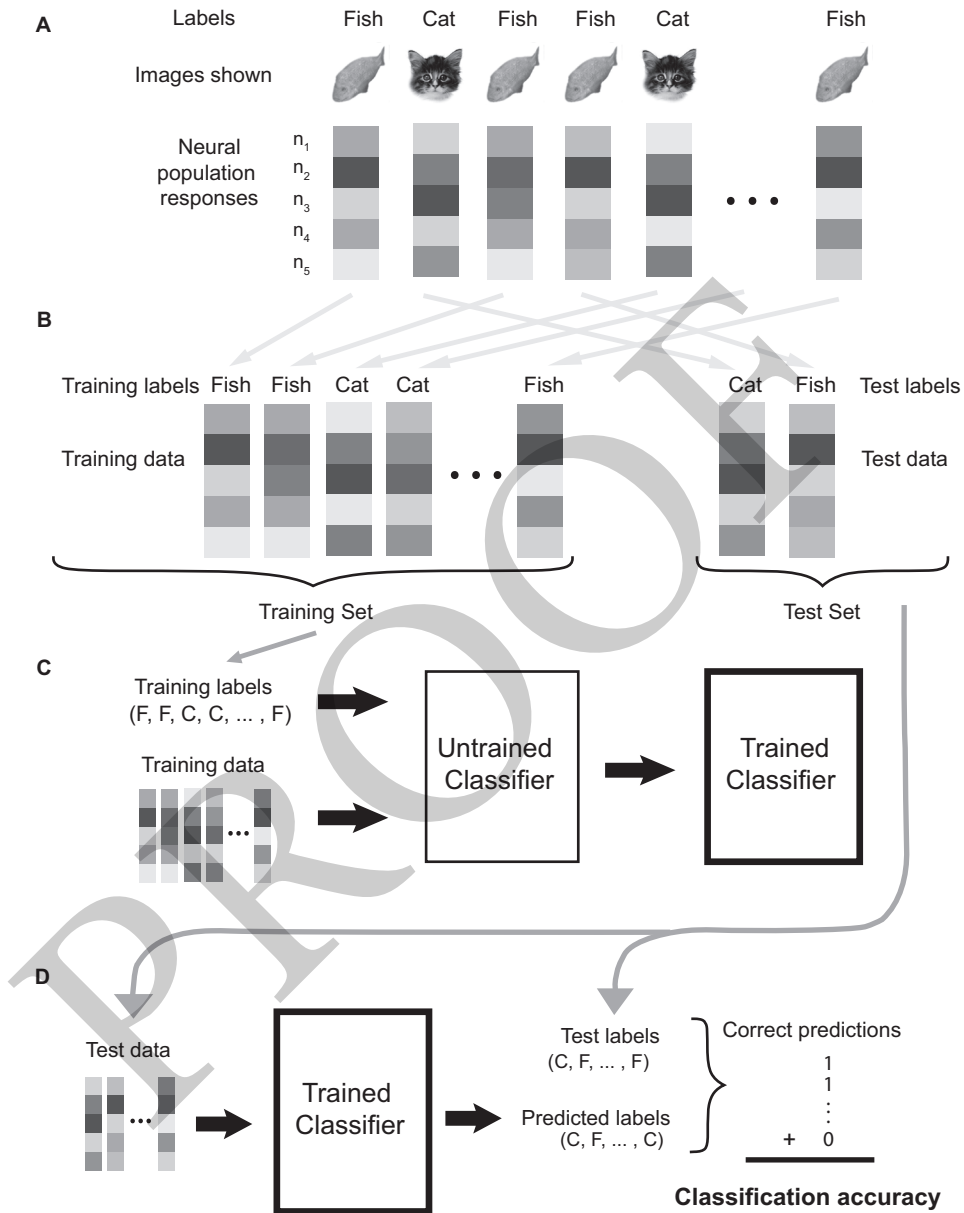 A
Labels Fish Cat Fish Fish Cat Fish
Images shown
Neural
population
responses
n1
n2
n3
n4
n5
• • •
B
Training labels Fish Fish Cat Cat Fish Cat Fish Test labels
Training data • • • Test data
Training Set Test Set
C
Training labels
(F, F, C, C, ... , F)
Training data
•••
Untrained
Classifier
Trained
Classifier
D
Test data
•••
Trained
Classifier
Test labels
(C, F, ... , F)
Predicted labels
(C, F, ... , C)
Correct predictions
1
1
:
:
+ 0
Classification accuracy
PROOF